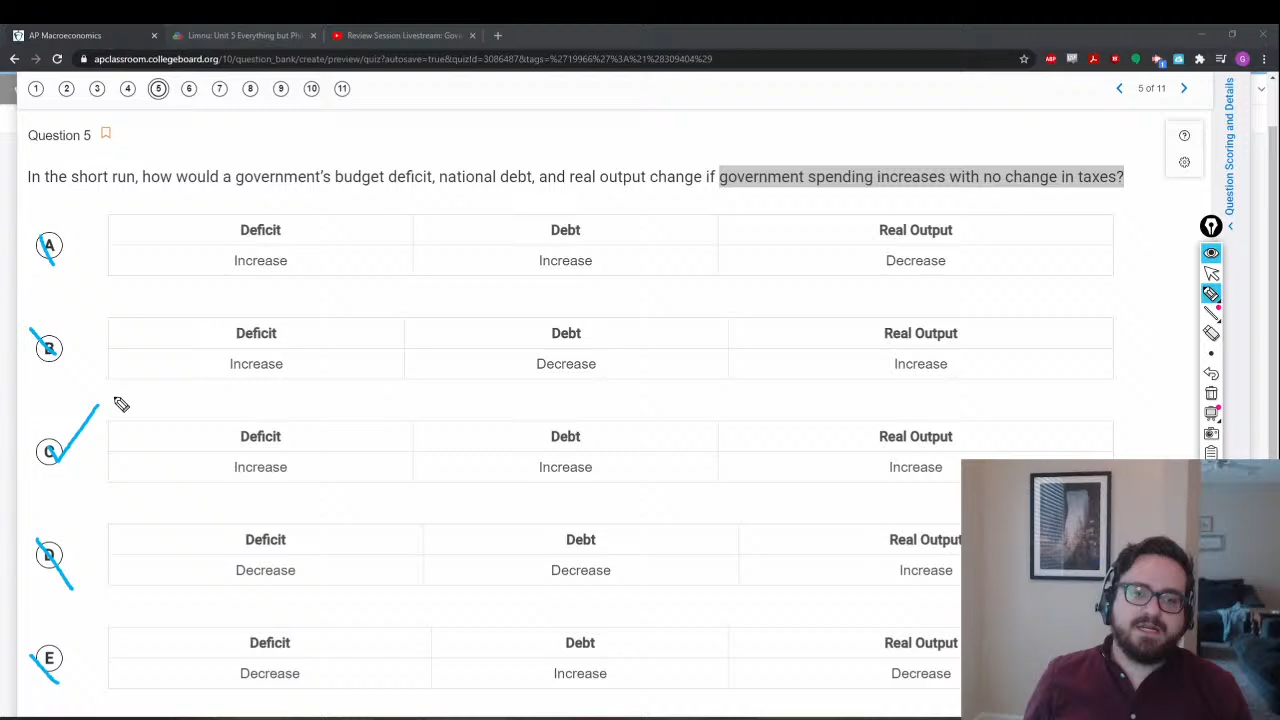 AP Macroeconomics
Limnu: Unit 5 Everything but Ph
Review Session Livestream: Gov
apclassroom.collegeboard.org/10/question_bank/create/preview/quiz?autosave=true&quizId=3086487&tags=%2719966%27%3A%21%28309404%29
ABP
G
1 2 3 4 5 6 7 8 9 10 11
5 of 11
Question Scoring and Details
Question 5
In the short run, how would a government's budget deficit, national debt, and real output change if government spending increases with no change in taxes?
A
Deficit Debt Real Output
Increase Increase Decrease
B
Deficit Debt Real Output
Increase Decrease Increase
C
Deficit Debt Real Output
Increase Increase Increase
D
Deficit Debt Real Output
Decrease Decrease Increase
E
Deficit Debt Real Output
Decrease Increase Decrease